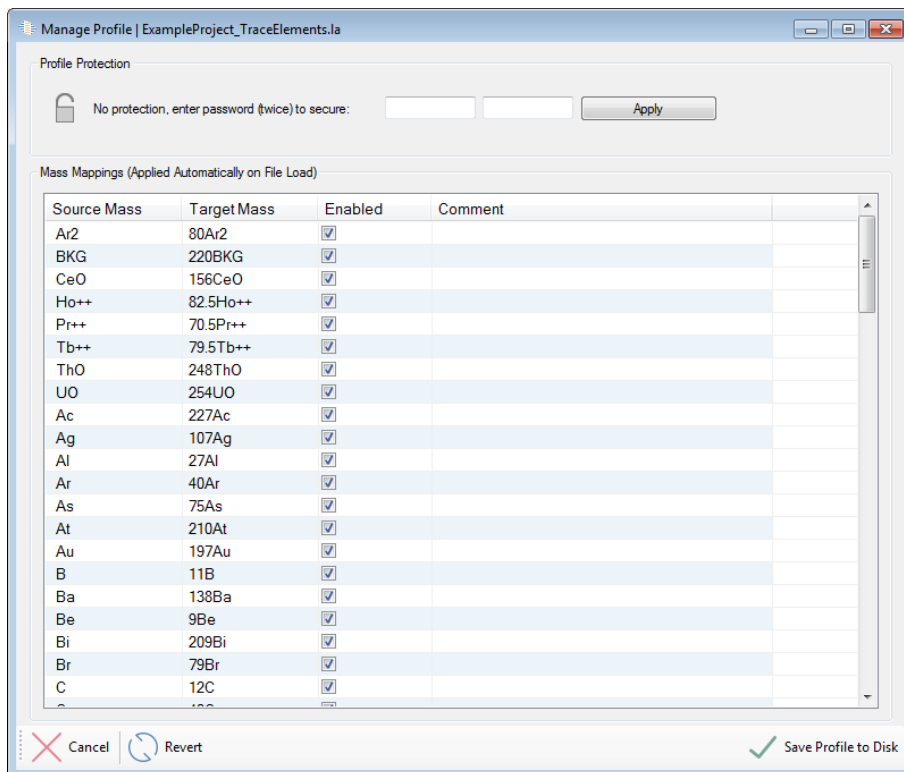 Manage Profile | ExampleProject_TraceElements.la
Profile Protection
No protection, enter password (twice) to secure:
Apply
Mass Mappings (Applied Automatically on File Load)
Source Mass Target Mass Enabled Comment
Ar2 80Ar2
BKG 220BKG
CeO 156CeO
Ho++ 82.5Ho++
Pr++ 70.5Pr++
Tb++ 79.5Tb++
ThO 248ThO
UO 254UO
Ac 227Ac
Ag 107Ag
Al 27Al
Ar 40Ar
As 75As
At 210At
Au 197Au
B 11B
Ba 138Ba
Be 9Be
Bi 209Bi
Br 79Br
C 12C
Cancel Revert Save Profile to Disk